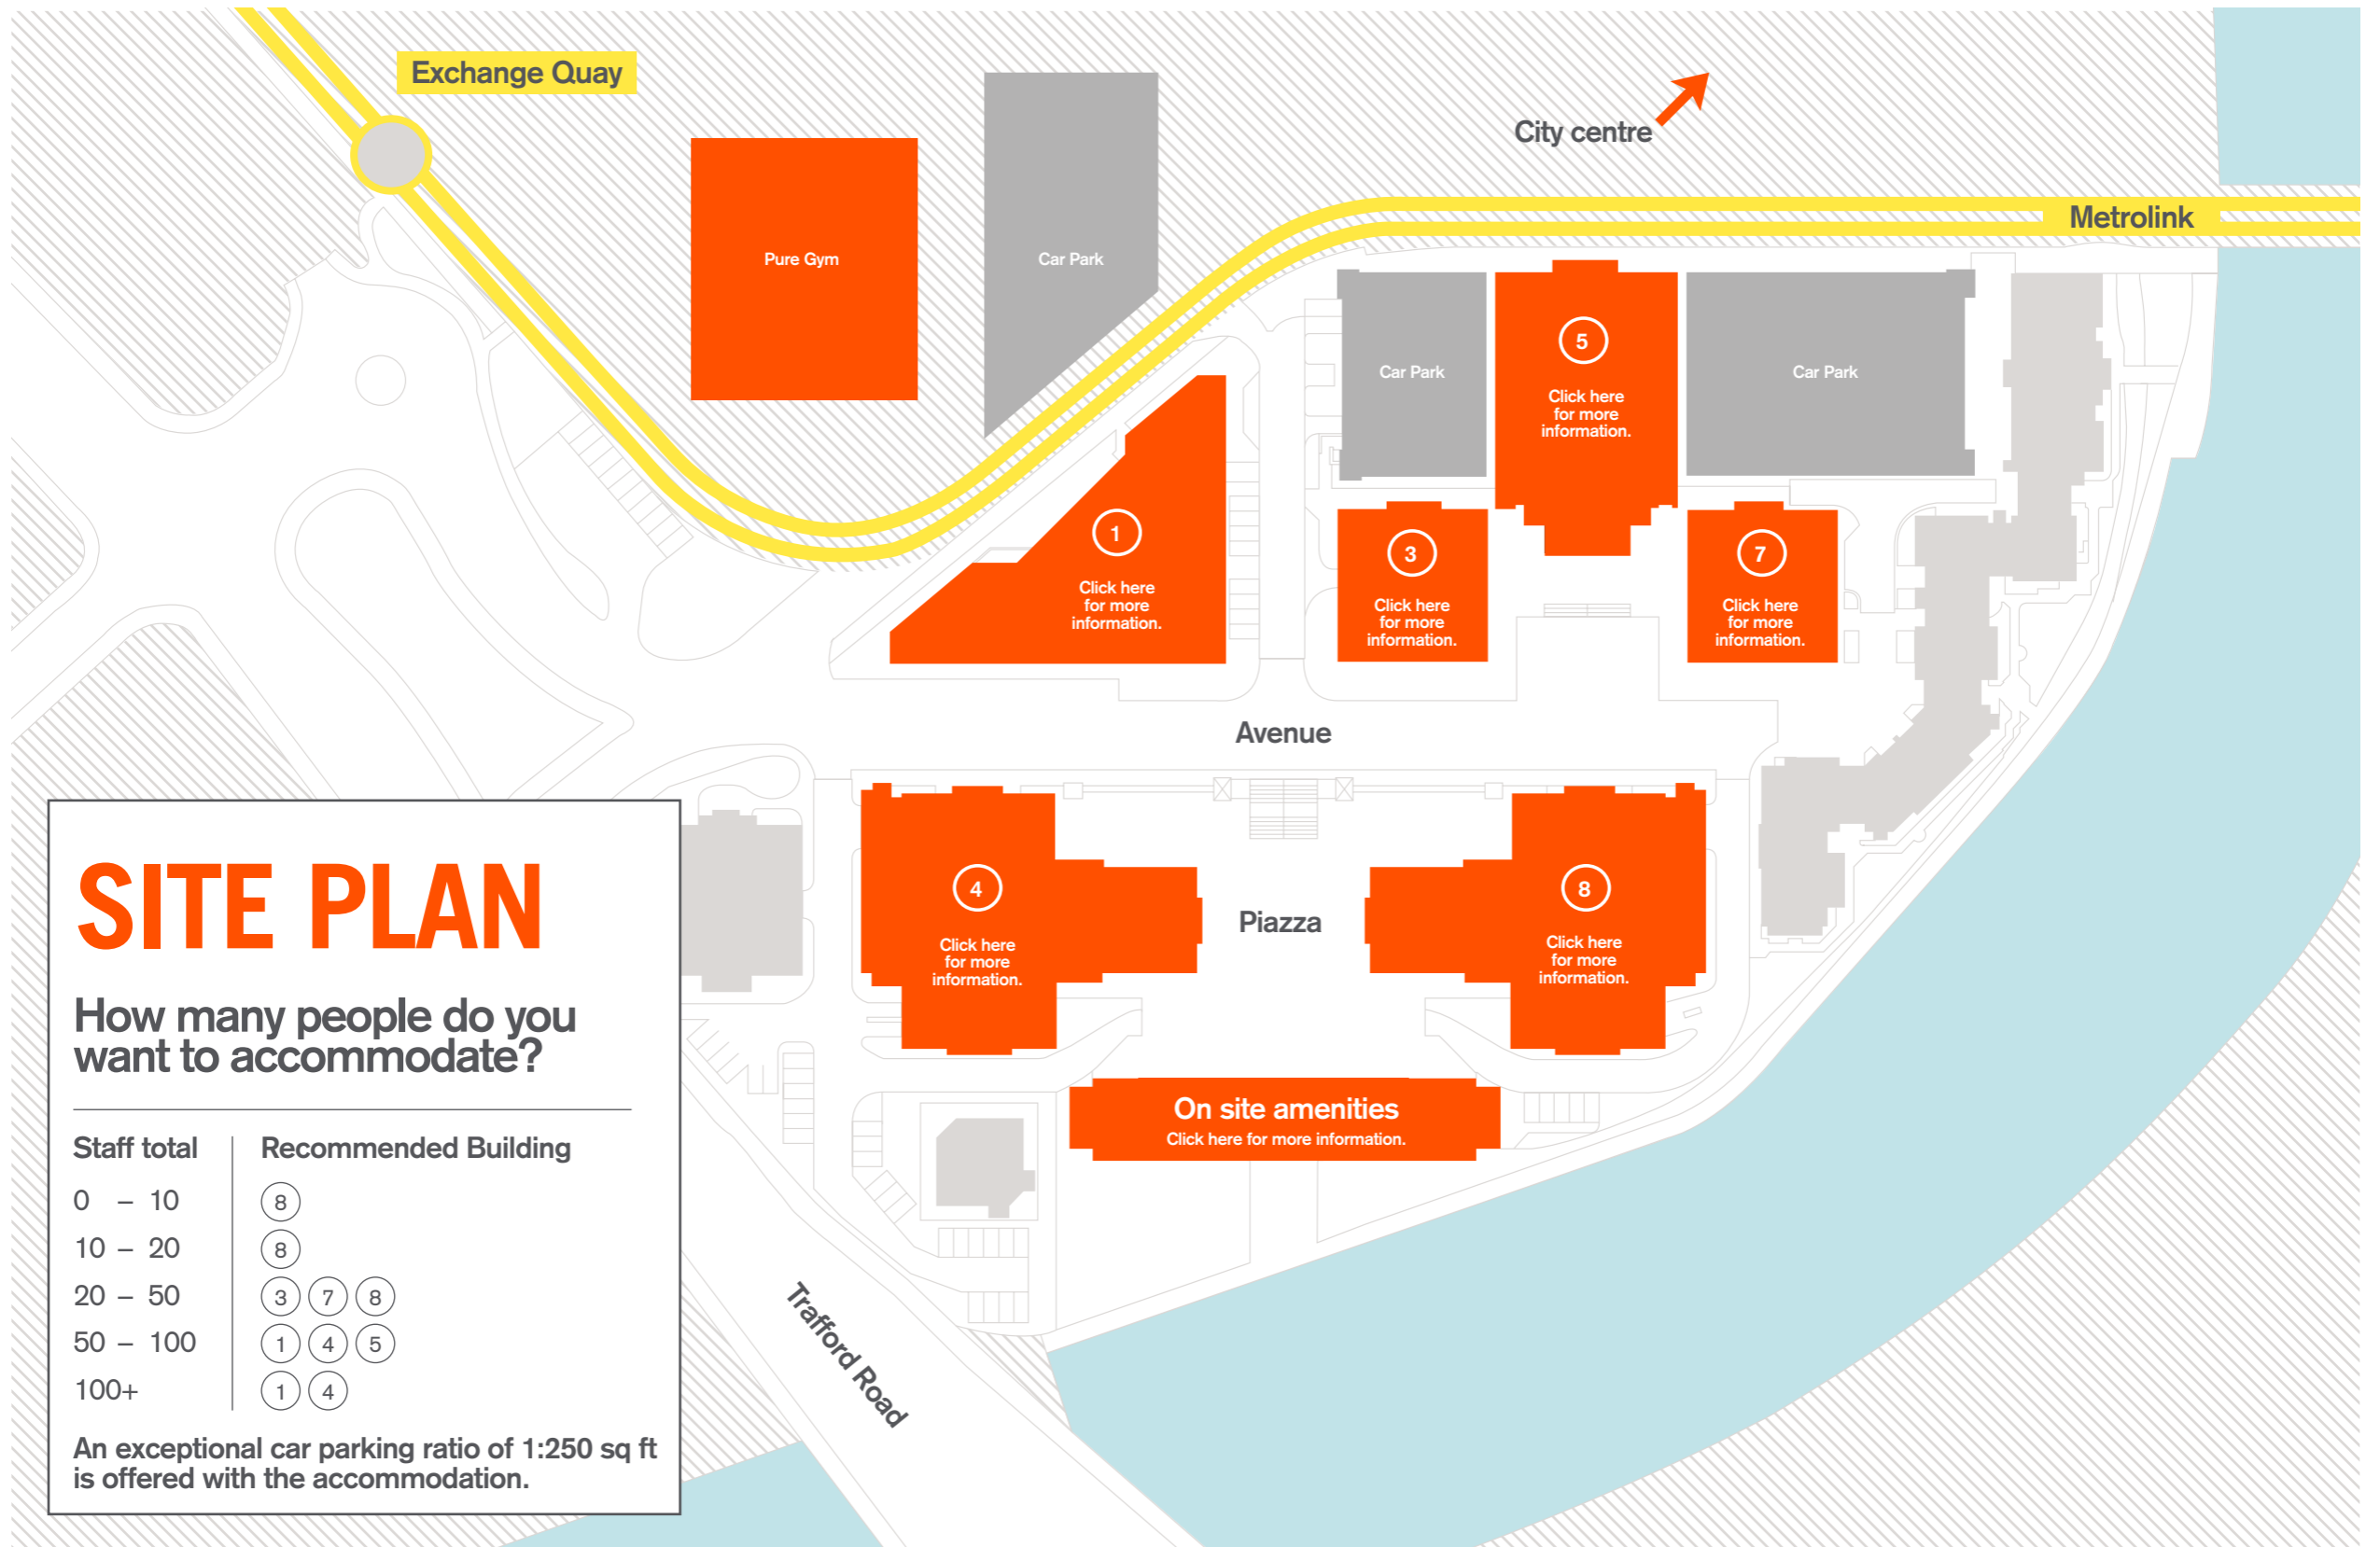 Exchange Quay
City centre
Metrolink
Pure Gym
Car Park
Car Park
5
Click here
for more
information.
Car Park
1
Click here
for more
information.
3
Click here
for more
information.
7
Click here
for more
information.
Avenue
4
Click here
for more
information.
Piazza
8
Click here
for more
information.
On site amenities
Click here for more information.
Trafford Road
SITE PLAN
How many people do you
want to accommodate?
Staff total Recommended Building
0 – 10 8
10 – 20 8
20 – 50 3 7 8
50 – 100 1 4 5
100+ 1 4
An exceptional car parking ratio of 1:250 sq ft
is offered with the accommodation.